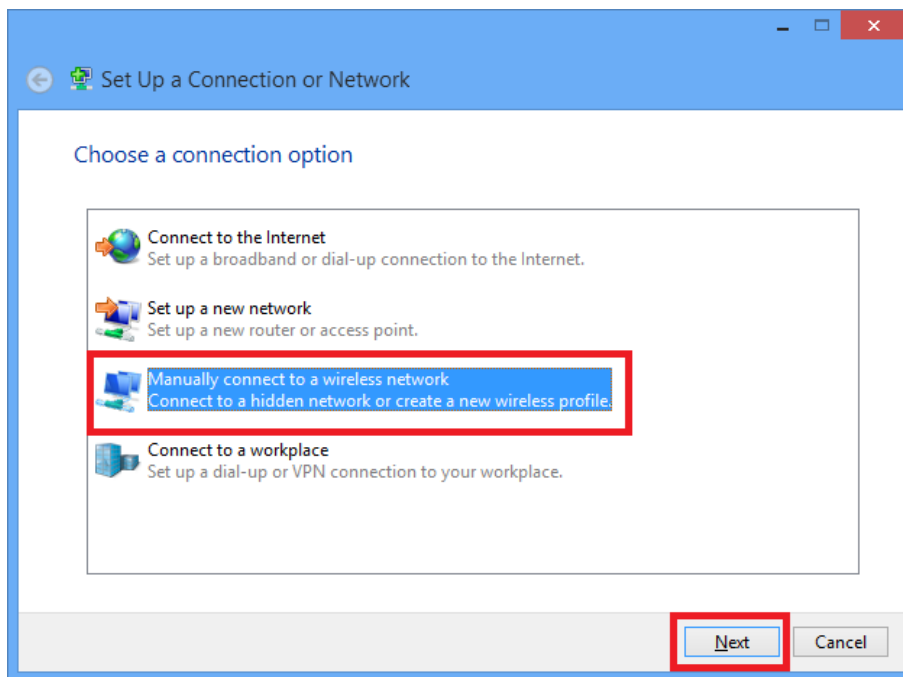 Set Up a Connection or Network
Choose a connection option
Connect to the Internet
Set up a broadband or dial-up connection to the Internet.
Set up a new network
Set up a new router or access point.
Manually connect to a wireless network
Connect to a hidden network or create a new wireless profile.
Connect to a workplace
Set up a dial-up or VPN connection to your workplace.
Next Cancel